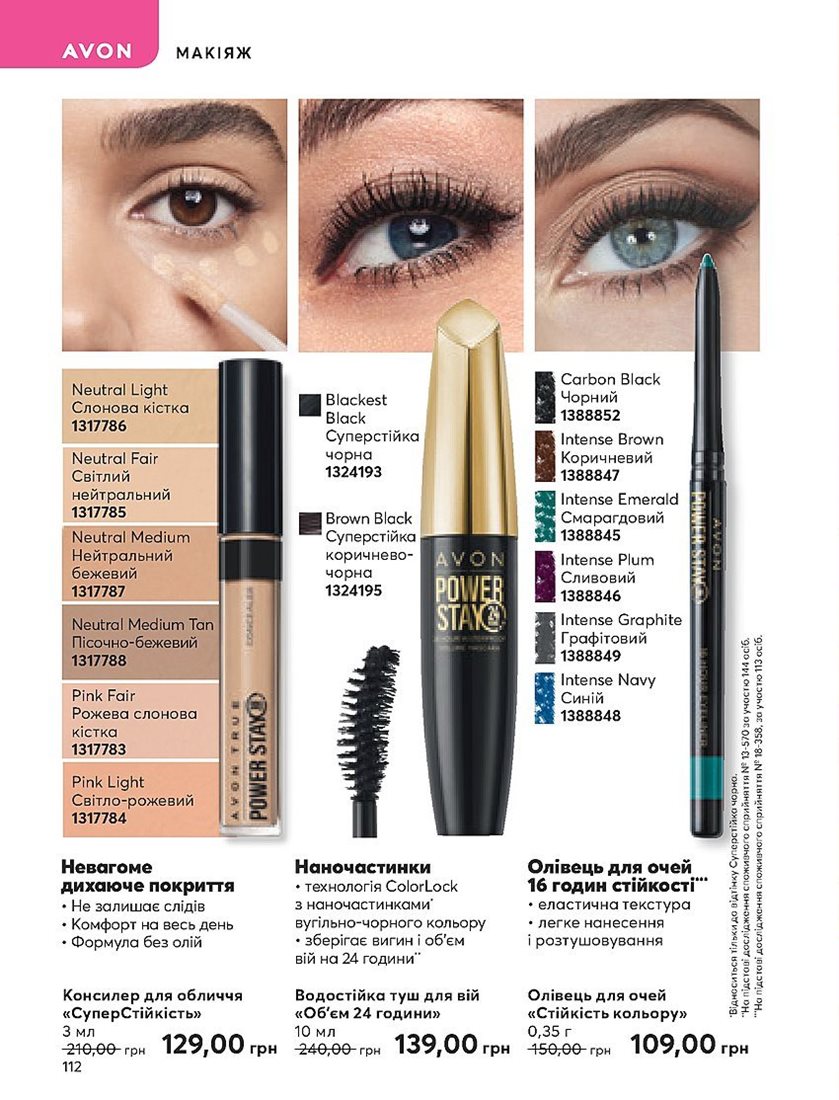 AVON
МАКІЯЖ
Neutral Light
Слонова кістка
1317786
Neutral Fair
Світлий
нейтральний
1317785
Neutral Medium
Нейтральний
бежевий
1317787
Neutral Medium Tan
Пісочно-бежевий
1317788
Pink Fair
Рожева слонова
кістка
1317783
Pink Light
Світло-рожевий
1317784
CONCEALER
AVON TRUE
POWER STAY
Blackest
Black
Суперстійка
чорна
1324193
Brown Black
Суперстійка
коричнево-
чорна
1324195
AVON
POWER
STAY 24
24 HOUR WATERPROOF
VOLUME MASCARA
Carbon Black
Чорний
1388852
Intense Brown
Коричневий
1388847
Intense Emerald
Смарагдовий
1388845
Intense Plum
Сливовий
1388846
Intense Graphite
Графітовий
1388849
Intense Navy
Синій
1388848
AVON
POWER STAY
16 HOUR EYELINER
*Відноситься тільки до відтінку Суперстійка чорна.
**На підставі дослідження споживчого сприйняття № 13-570 за участю 144 осіб.
***На підставі дослідження споживчого сприйняття № 18-358, за участю 113 осіб.
Невагоме
дихаюче покриття
• Не залишає слідів
• Комфорт на весь день
• Формула без олій
Консилер для обличчя
«СуперСтійкість»
3 мл
210,00 грн 129,00 грн
Наночастинки
• технологія ColorLock
з наночастинками*
вугільно-чорного кольору
• зберігає вигин і об'єм
вій на 24 години**
Водостійка туш для вій
«Об'єм 24 години»
10 мл
240,00 грн 139,00 грн
Олівець для очей
16 годин стійкості***
• еластична текстура
• легке нанесення
і розтушовування
Олівець для очей
«Стійкість кольору»
0,35 г
150,00 грн 109,00 грн
112